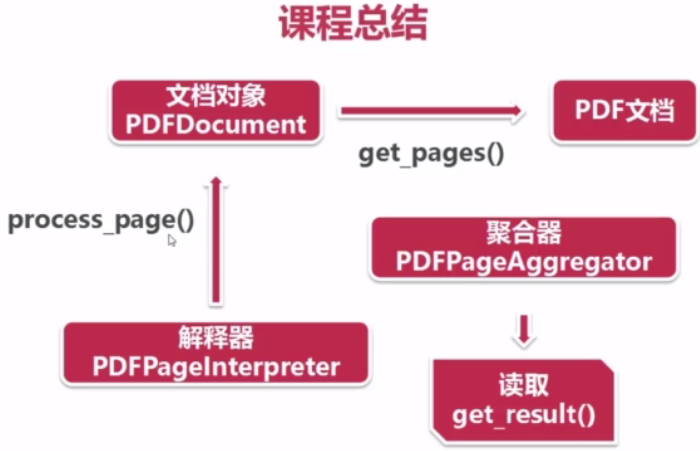 课程总结
文档对象
PDFDocument
PDF文档
get_pages()
process_page()
聚合器
PDFPageAggregator
解释器
PDFPageInterpreter
读取
get_result()